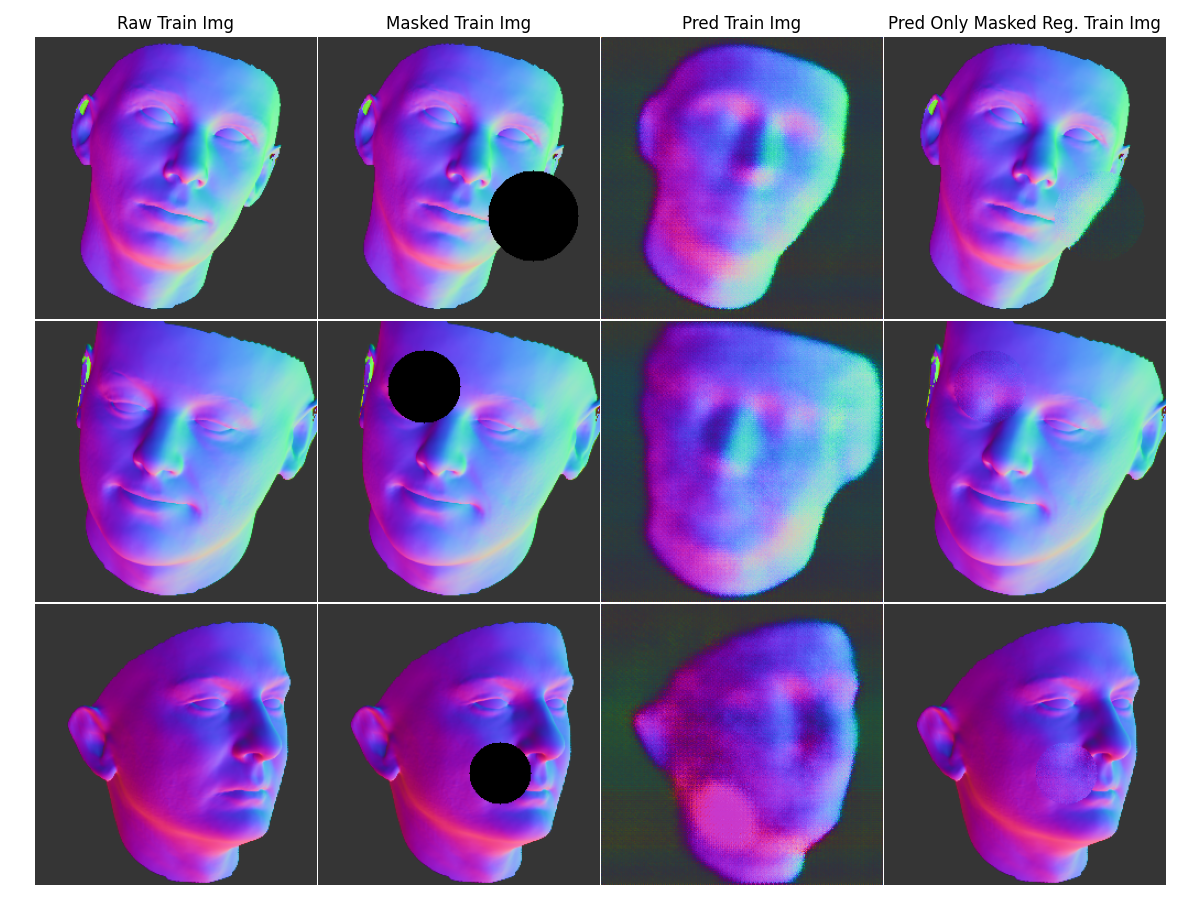 Raw Train Img
Masked Train Img
Pred Train Img
Pred Only Masked Reg. Train Img